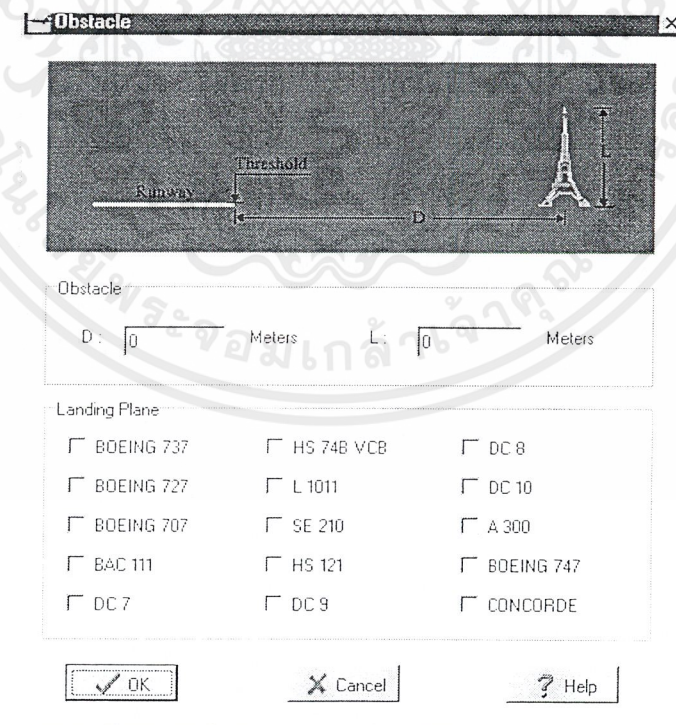 Obstacle
Threshold
Runway
L
D
Obstacle
D : 0 Meters L : 0 Meters
Landing Plane
BOEING 737 HS 74B VCB DC 8
BOEING 727 L 1011 DC 10
BOEING 707 SE 210 A 300
BAC 111 HS 121 BOEING 747
DC 7 DC 9 CONCORDE
OK Cancel Help